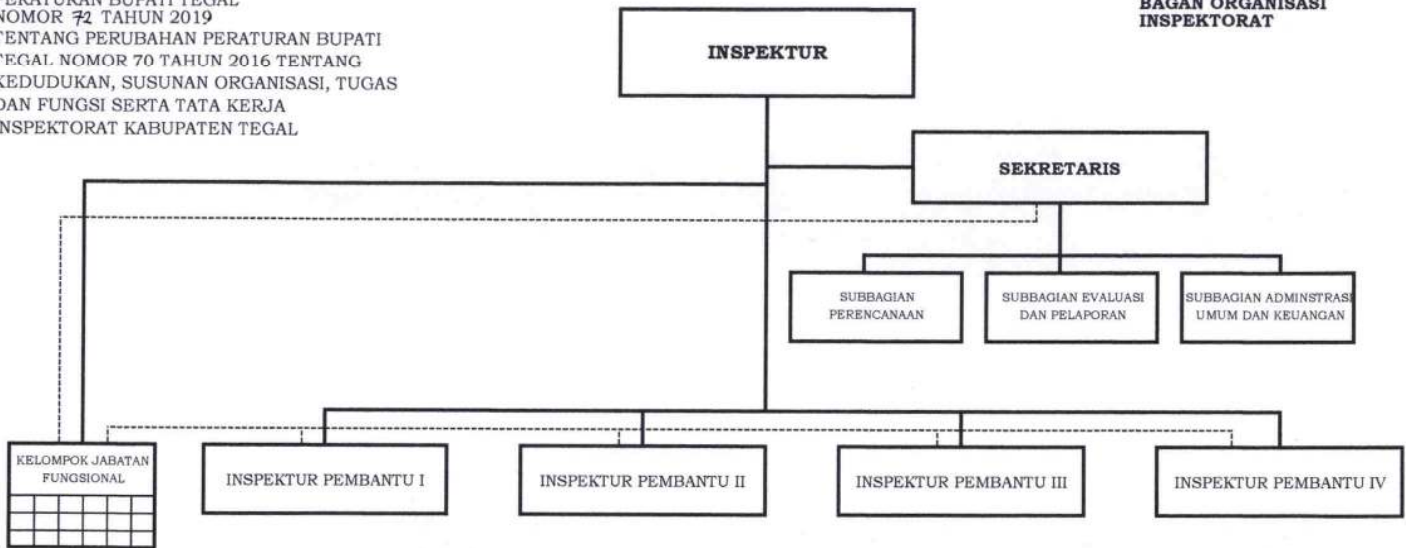 PERATURAN BUPATI TEGAL
NOMOR 72 TAHUN 2019
TENTANG PERUBAHAN PERATURAN BUPATI
TEGAL NOMOR 70 TAHUN 2016 TENTANG
KEDUDUKAN, SUSUNAN ORGANISASI, TUGAS
DAN FUNGSI SERTA TATA KERJA
INSPEKTORAT KABUPATEN TEGAL
BAGAN ORGANISASI
INSPEKTORAT
INSPEKTUR
SEKRETARIS
SUBBAGIAN
PERENCANAAN
SUBBAGIAN EVALUASI
DAN PELAPORAN
SUBBAGIAN ADMINSTRASI
UMUM DAN KEUANGAN
KELOMPOK JABATAN
FUNGSIONAL
INSPEKTUR PEMBANTU I
INSPEKTUR PEMBANTU II
INSPEKTUR PEMBANTU III
INSPEKTUR PEMBANTU IV